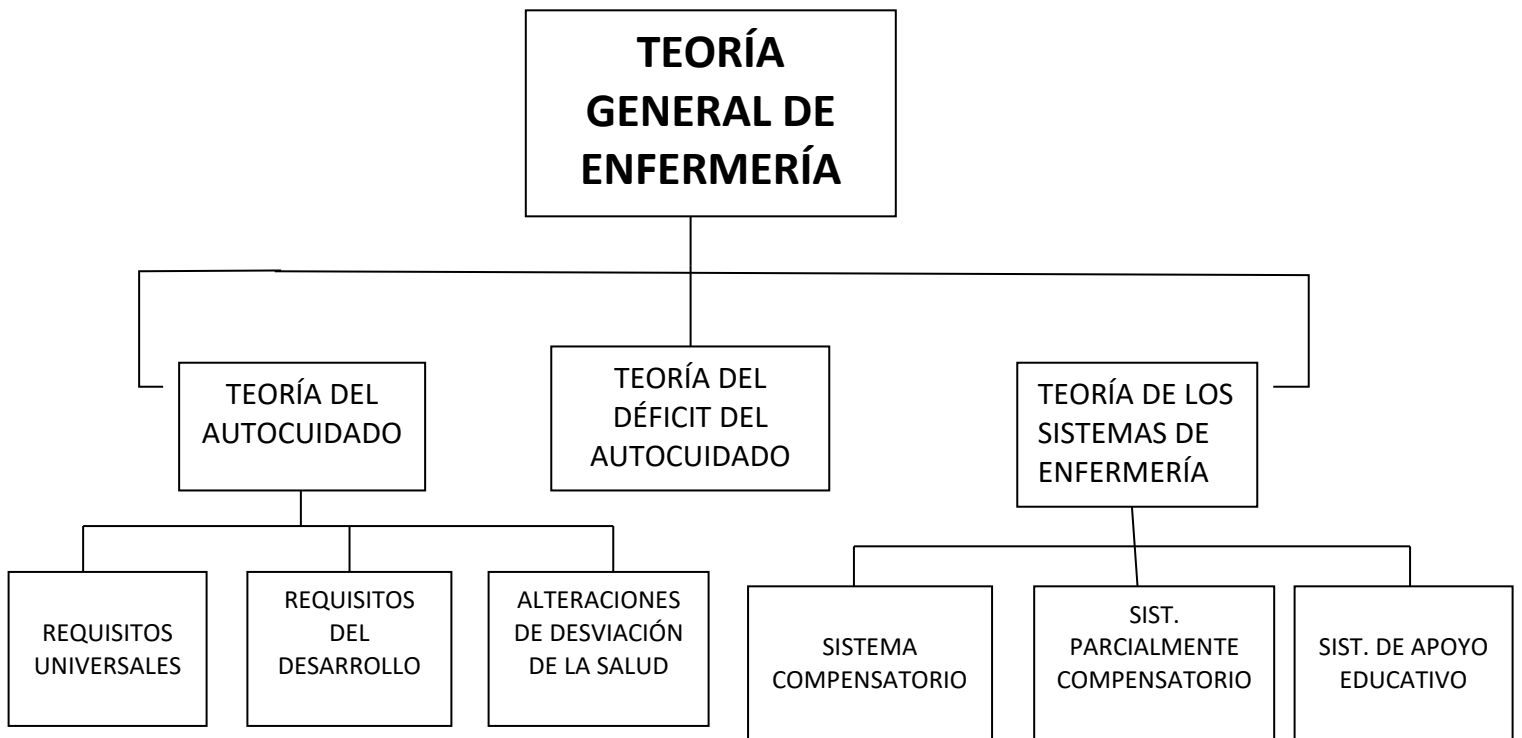 TEORÍA
GENERAL DE
ENFERMERÍA
TEORÍA DEL
AUTOCUIDADO
TEORÍA DEL
DÉFICIT DEL
AUTOCUIDADO
TEORÍA DE LOS
SISTEMAS DE
ENFERMERÍA
REQUISITOS
UNIVERSALES
REQUISITOS
DEL
DESARROLLO
ALTERACIONES
DE DESVIACIÓN
DE LA SALUD
SISTEMA
COMPENSATORIO
SIST.
PARCIALMENTE
COMPENSATORIO
SIST. DE APOYO
EDUCATIVO